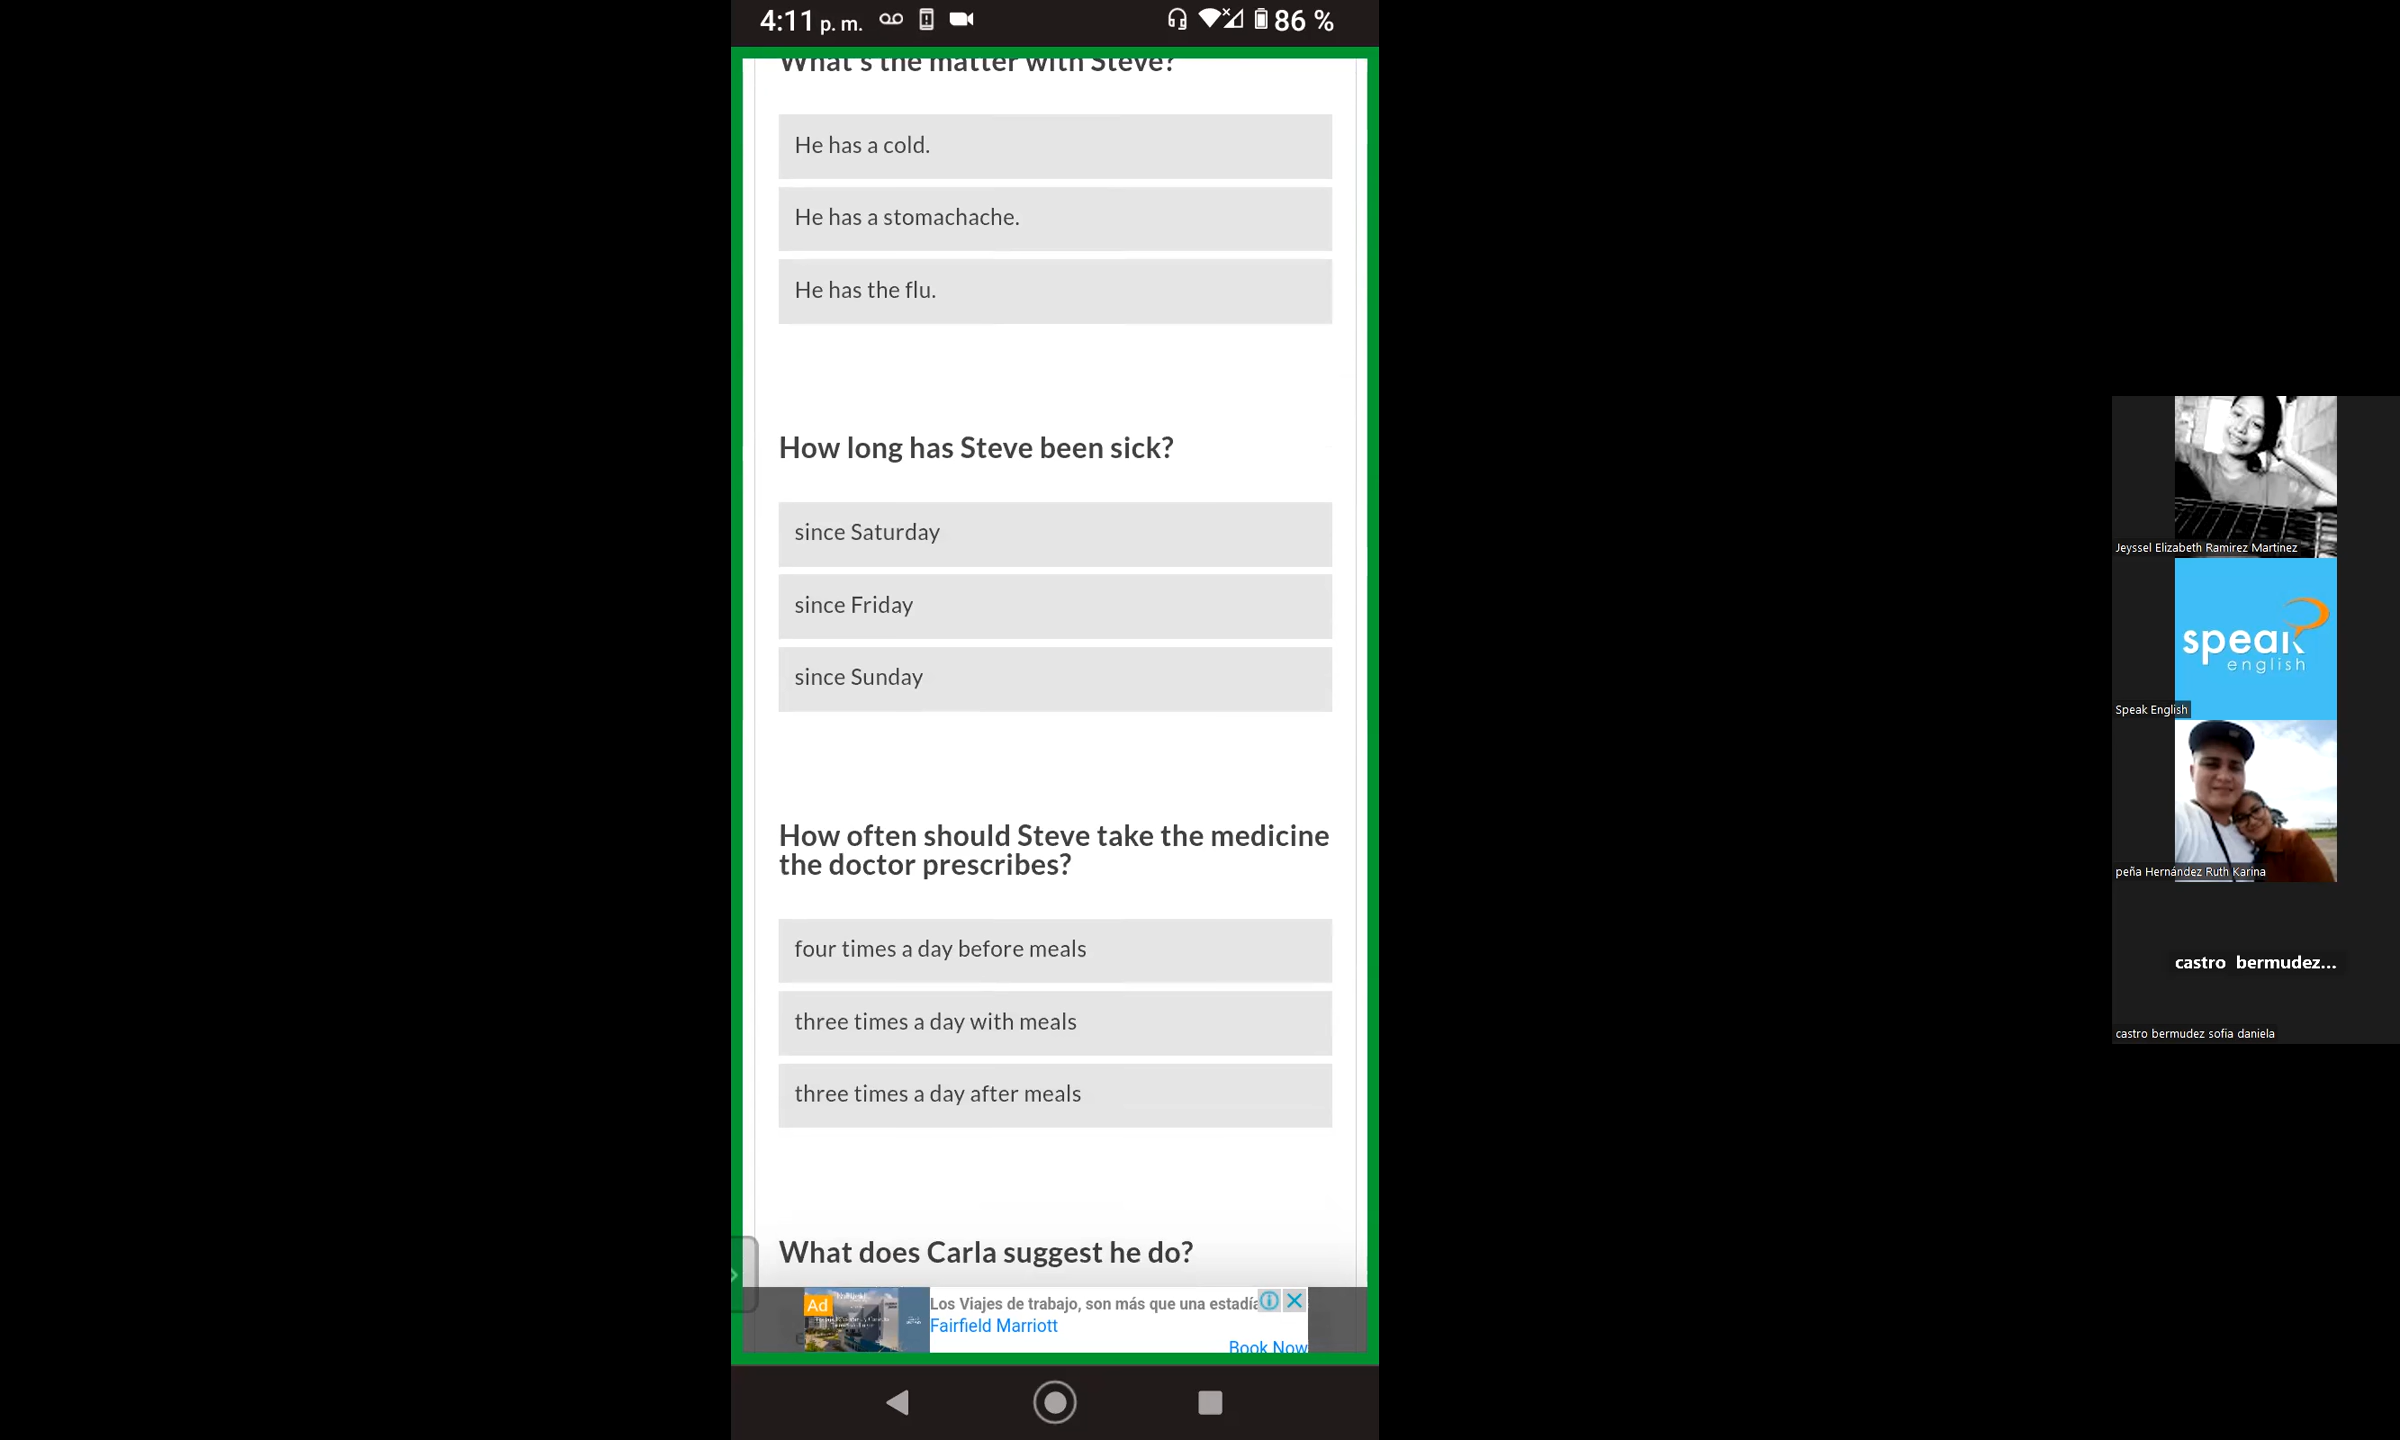 4:11 p. m.
86 %
What's the matter with Steve?
He has a cold.
He has a stomachache.
He has the flu.
How long has Steve been sick?
since Saturday
since Friday
since Sunday
How often should Steve take the medicine
the doctor prescribes?
four times a day before meals
three times a day with meals
three times a day after meals
What does Carla suggest he do?
Ad
Los Viajes de trabajo, son más que una estadía
Fairfield Marriott
Book Now
Jeyssel Elizabeth Ramirez Martinez
speak
english
Speak English
peña Hernández Ruth Karina
castro bermudez...
castro bermudez sofia daniela